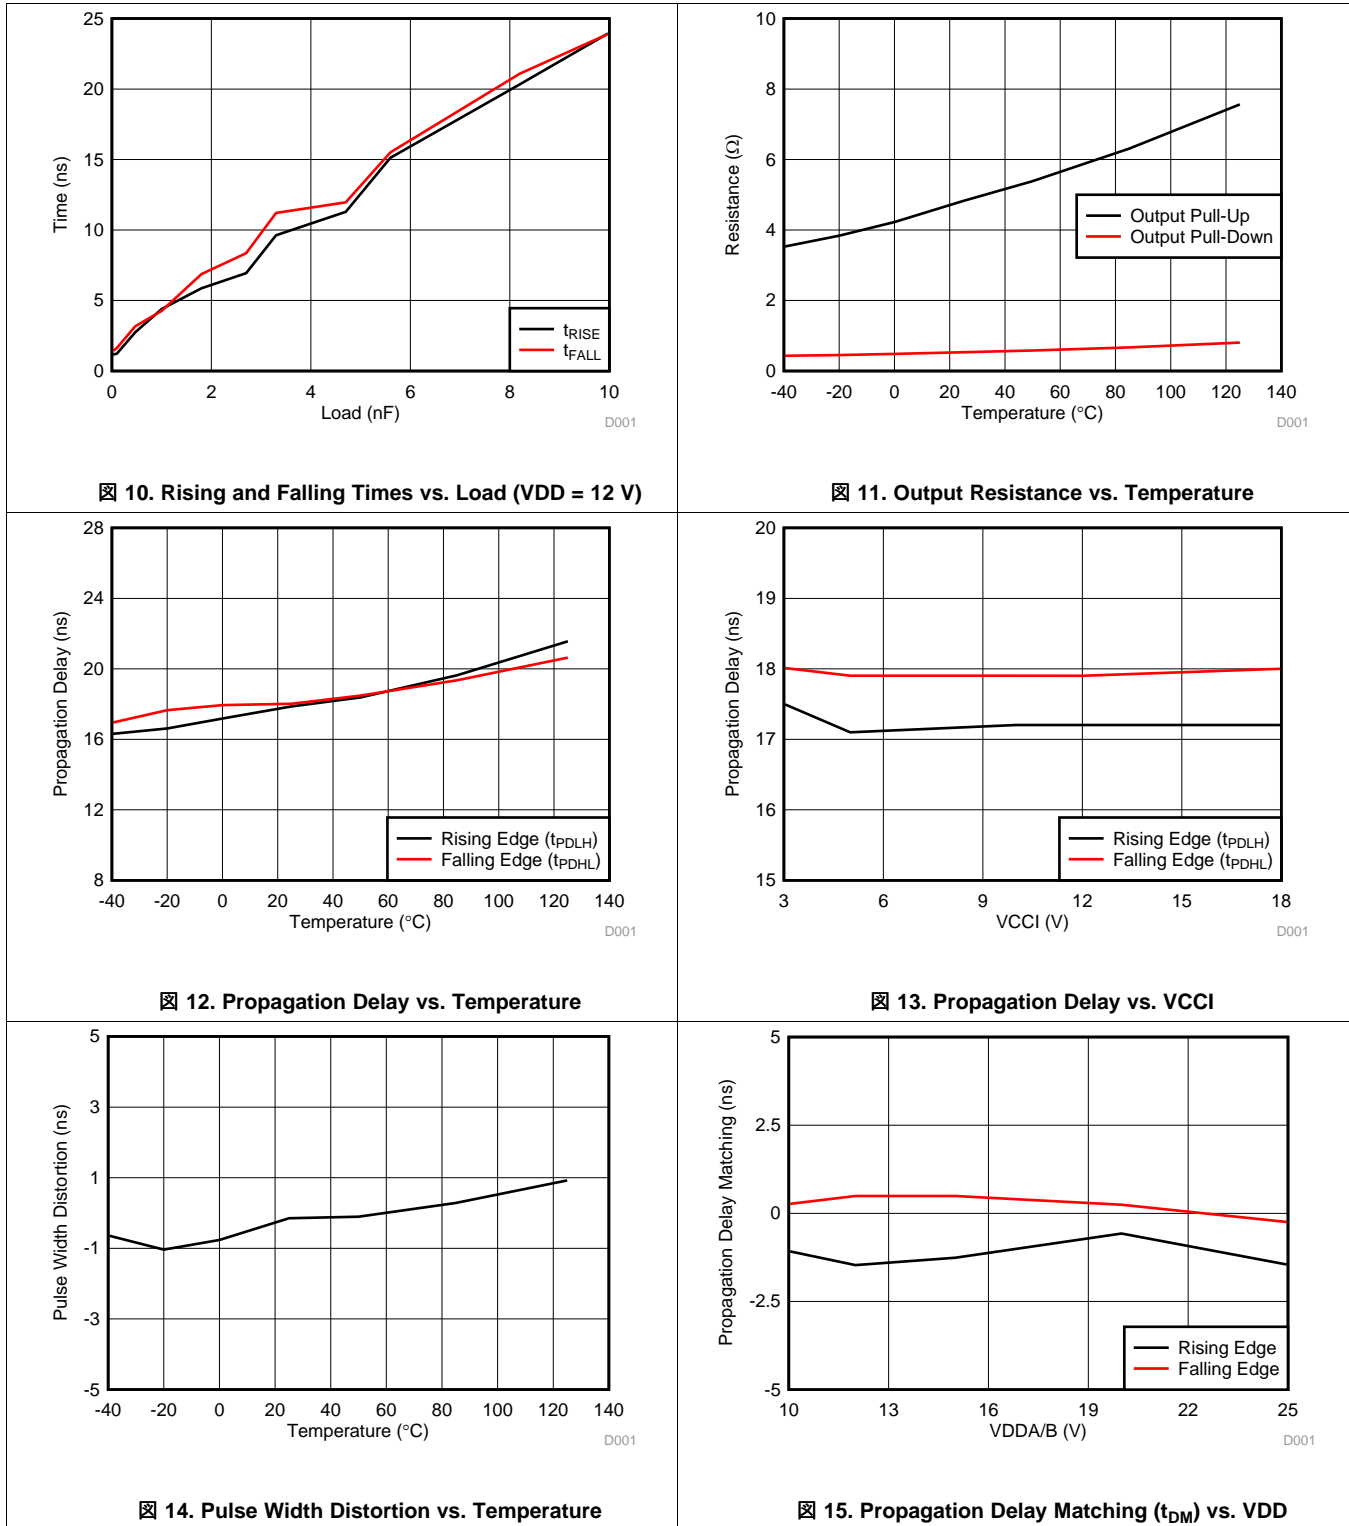 25
20
15
10
5
0
Time (ns)
0 2 4 6 8 10
Load (nF)
tRISE
tFALL
D001
図 10. Rising and Falling Times vs. Load (VDD = 12 V)
10
8
6
4
2
0
Resistance (Ω)
-40 -20 0 20 40 60 80 100 120 140
Temperature (°C)
Output Pull-Up
Output Pull-Down
D001
図 11. Output Resistance vs. Temperature
28
24
20
16
12
8
Propagation Delay (ns)
-40 -20 0 20 40 60 80 100 120 140
Temperature (°C)
Rising Edge (tPDLH)
Falling Edge (tPDHL)
D001
図 12. Propagation Delay vs. Temperature
20
19
18
17
16
15
Propagation Delay (ns)
3 6 9 12 15 18
VCCI (V)
Rising Edge (tPDLH)
Falling Edge (tPDHL)
D001
図 13. Propagation Delay vs. VCCI
5
3
1
-1
-3
-5
Pulse Width Distortion (ns)
-40 -20 0 20 40 60 80 100 120 140
Temperature (°C)
D001
図 14. Pulse Width Distortion vs. Temperature
5
2.5
0
-2.5
-5
Propagation Delay Matching (ns)
10 13 16 19 22 25
VDDA/B (V)
Rising Edge
Falling Edge
D001
図 15. Propagation Delay Matching (tDM) vs. VDD